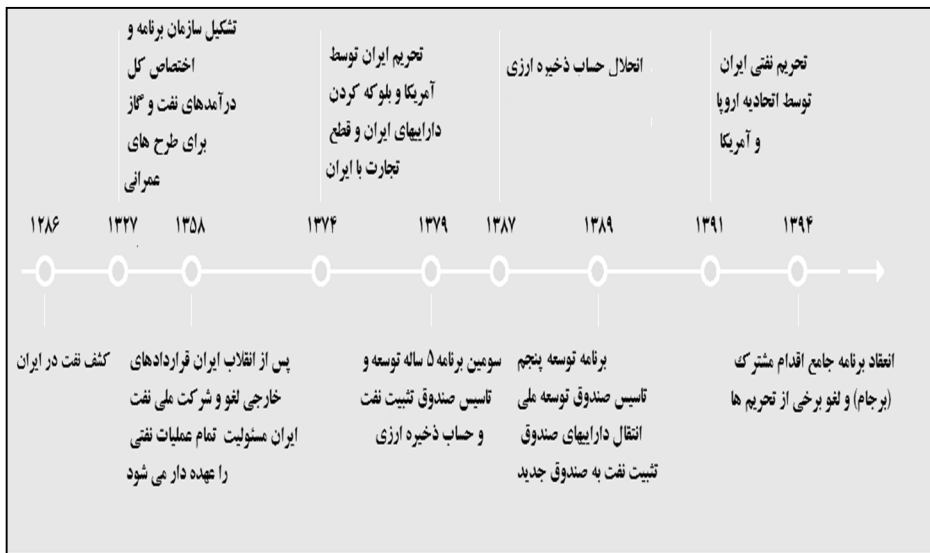 تشکیل سازمان برنامه و
اختصاص کل
درآمدهای نفت و گاز
برای طرح های
عمرانی
تحریم ایران توسط
آمریکا و بلوکه کردن
داراییهای ایران و قطع
تجارت با ایران
انحلال حساب ذخیره ارزی
تحریم نفتی ایران
توسط اتحادیه اروپا
و آمریکا
۱۲۸۶ ۱۳۲۷ ۱۳۵۸ ۱۳۷۴ ۱۳۷۹ ۱۳۸۷ ۱۳۸۹ ۱۳۹۱ ۱۳۹۴
کشف نفت در ایران
پس از انقلاب ایران قراردادهای
خارجی لغو و شرکت ملی نفت
ایران مسئولیت تمام عملیات نفتی
را عهده دار می شود
سومین برنامه ۵ ساله توسعه و
تاسیس صندوق تثبیت نفت
و حساب ذخیره ارزی
برنامه توسعه پنجم
تاسیس صندوق توسعه ملی
انتقال داراییهای صندوق
تثبیت نفت به صندوق جدید
انعقاد برنامه جامع اقدام مشترک
(برجام) و لغو برخی از تحریم ها